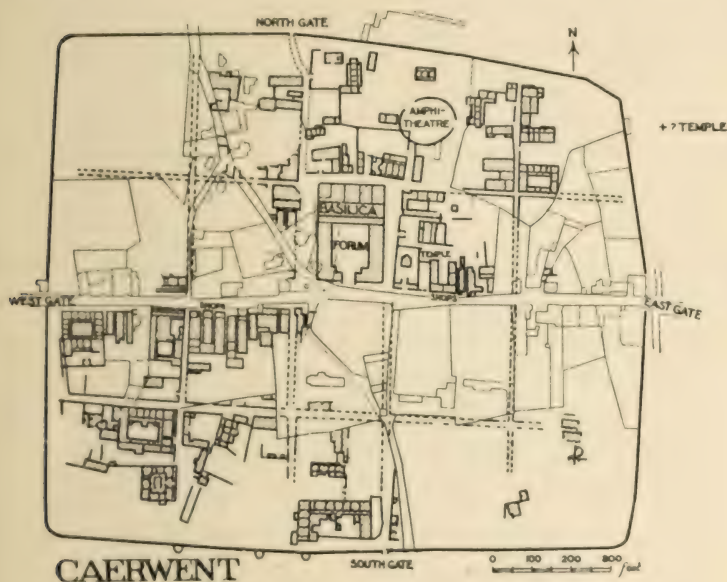 NORTH GATE
N
AMPHI-
THEATRE
+ ? TEMPLE
BASILICA
FORUM
TEMPLE
WEST GATE
SHOPS
SHOPS
EAST GATE
CAERWENT
SOUTH GATE
0 100 200 300 feet